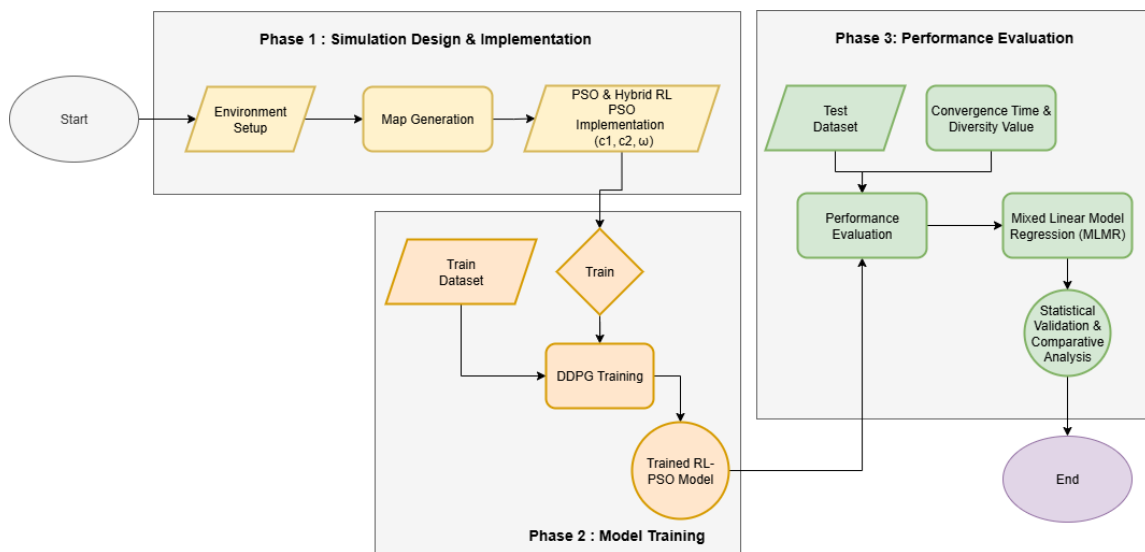 Phase 1 : Simulation Design & Implementation
Start
Environment
Setup
Map Generation
PSO & Hybrid RL
PSO
Implementation
(c1, c2, ω)
Train
Dataset
Train
DDPG Training
Trained RL-
PSO Model
Phase 2 : Model Training
Phase 3: Performance Evaluation
Test
Dataset
Convergence Time &
Diversity Value
Performance
Evaluation
Mixed Linear Model
Regression (MLMR)
Statistical
Validation &
Comparative
Analysis
End